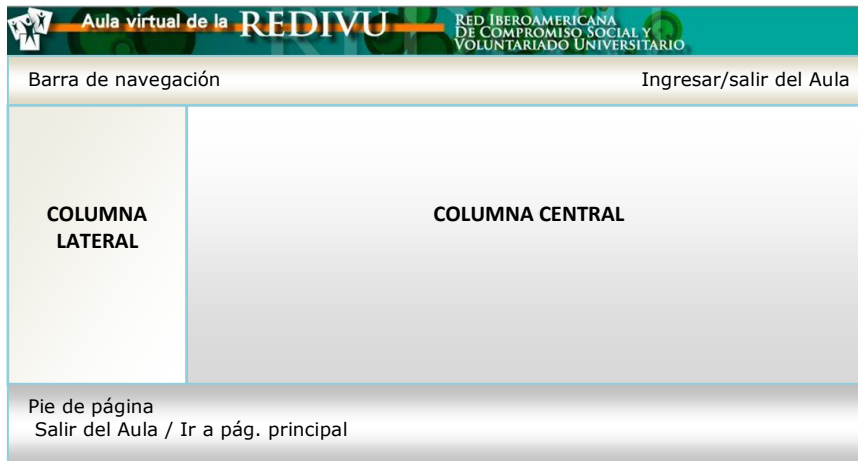 Aula virtual de la REDIVU
RED IBEROAMERICANA
DE COMPROMISO SOCIAL Y
VOLUNTARIADO UNIVERSITARIO
Barra de navegación
Ingresar/salir del Aula
COLUMNA
LATERAL
COLUMNA CENTRAL
Pie de página
Salir del Aula / Ir a pág. principal